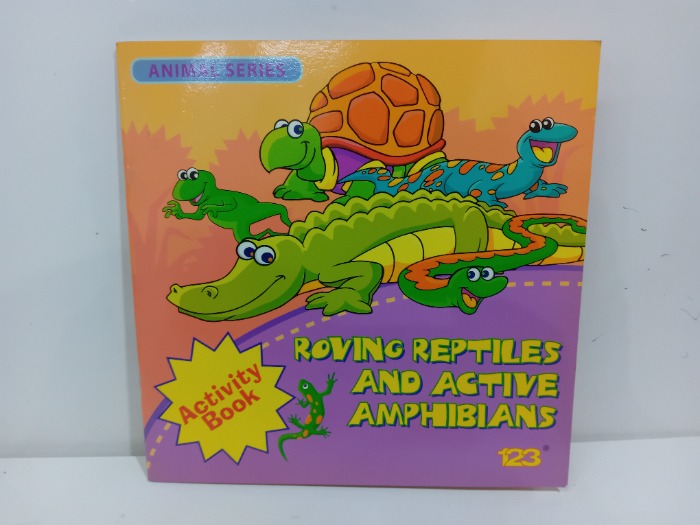 ANIMAL SERIES
ROVING REPTILES
AND ACTIVE
AMPHIBIANS
Activity
Book
123®